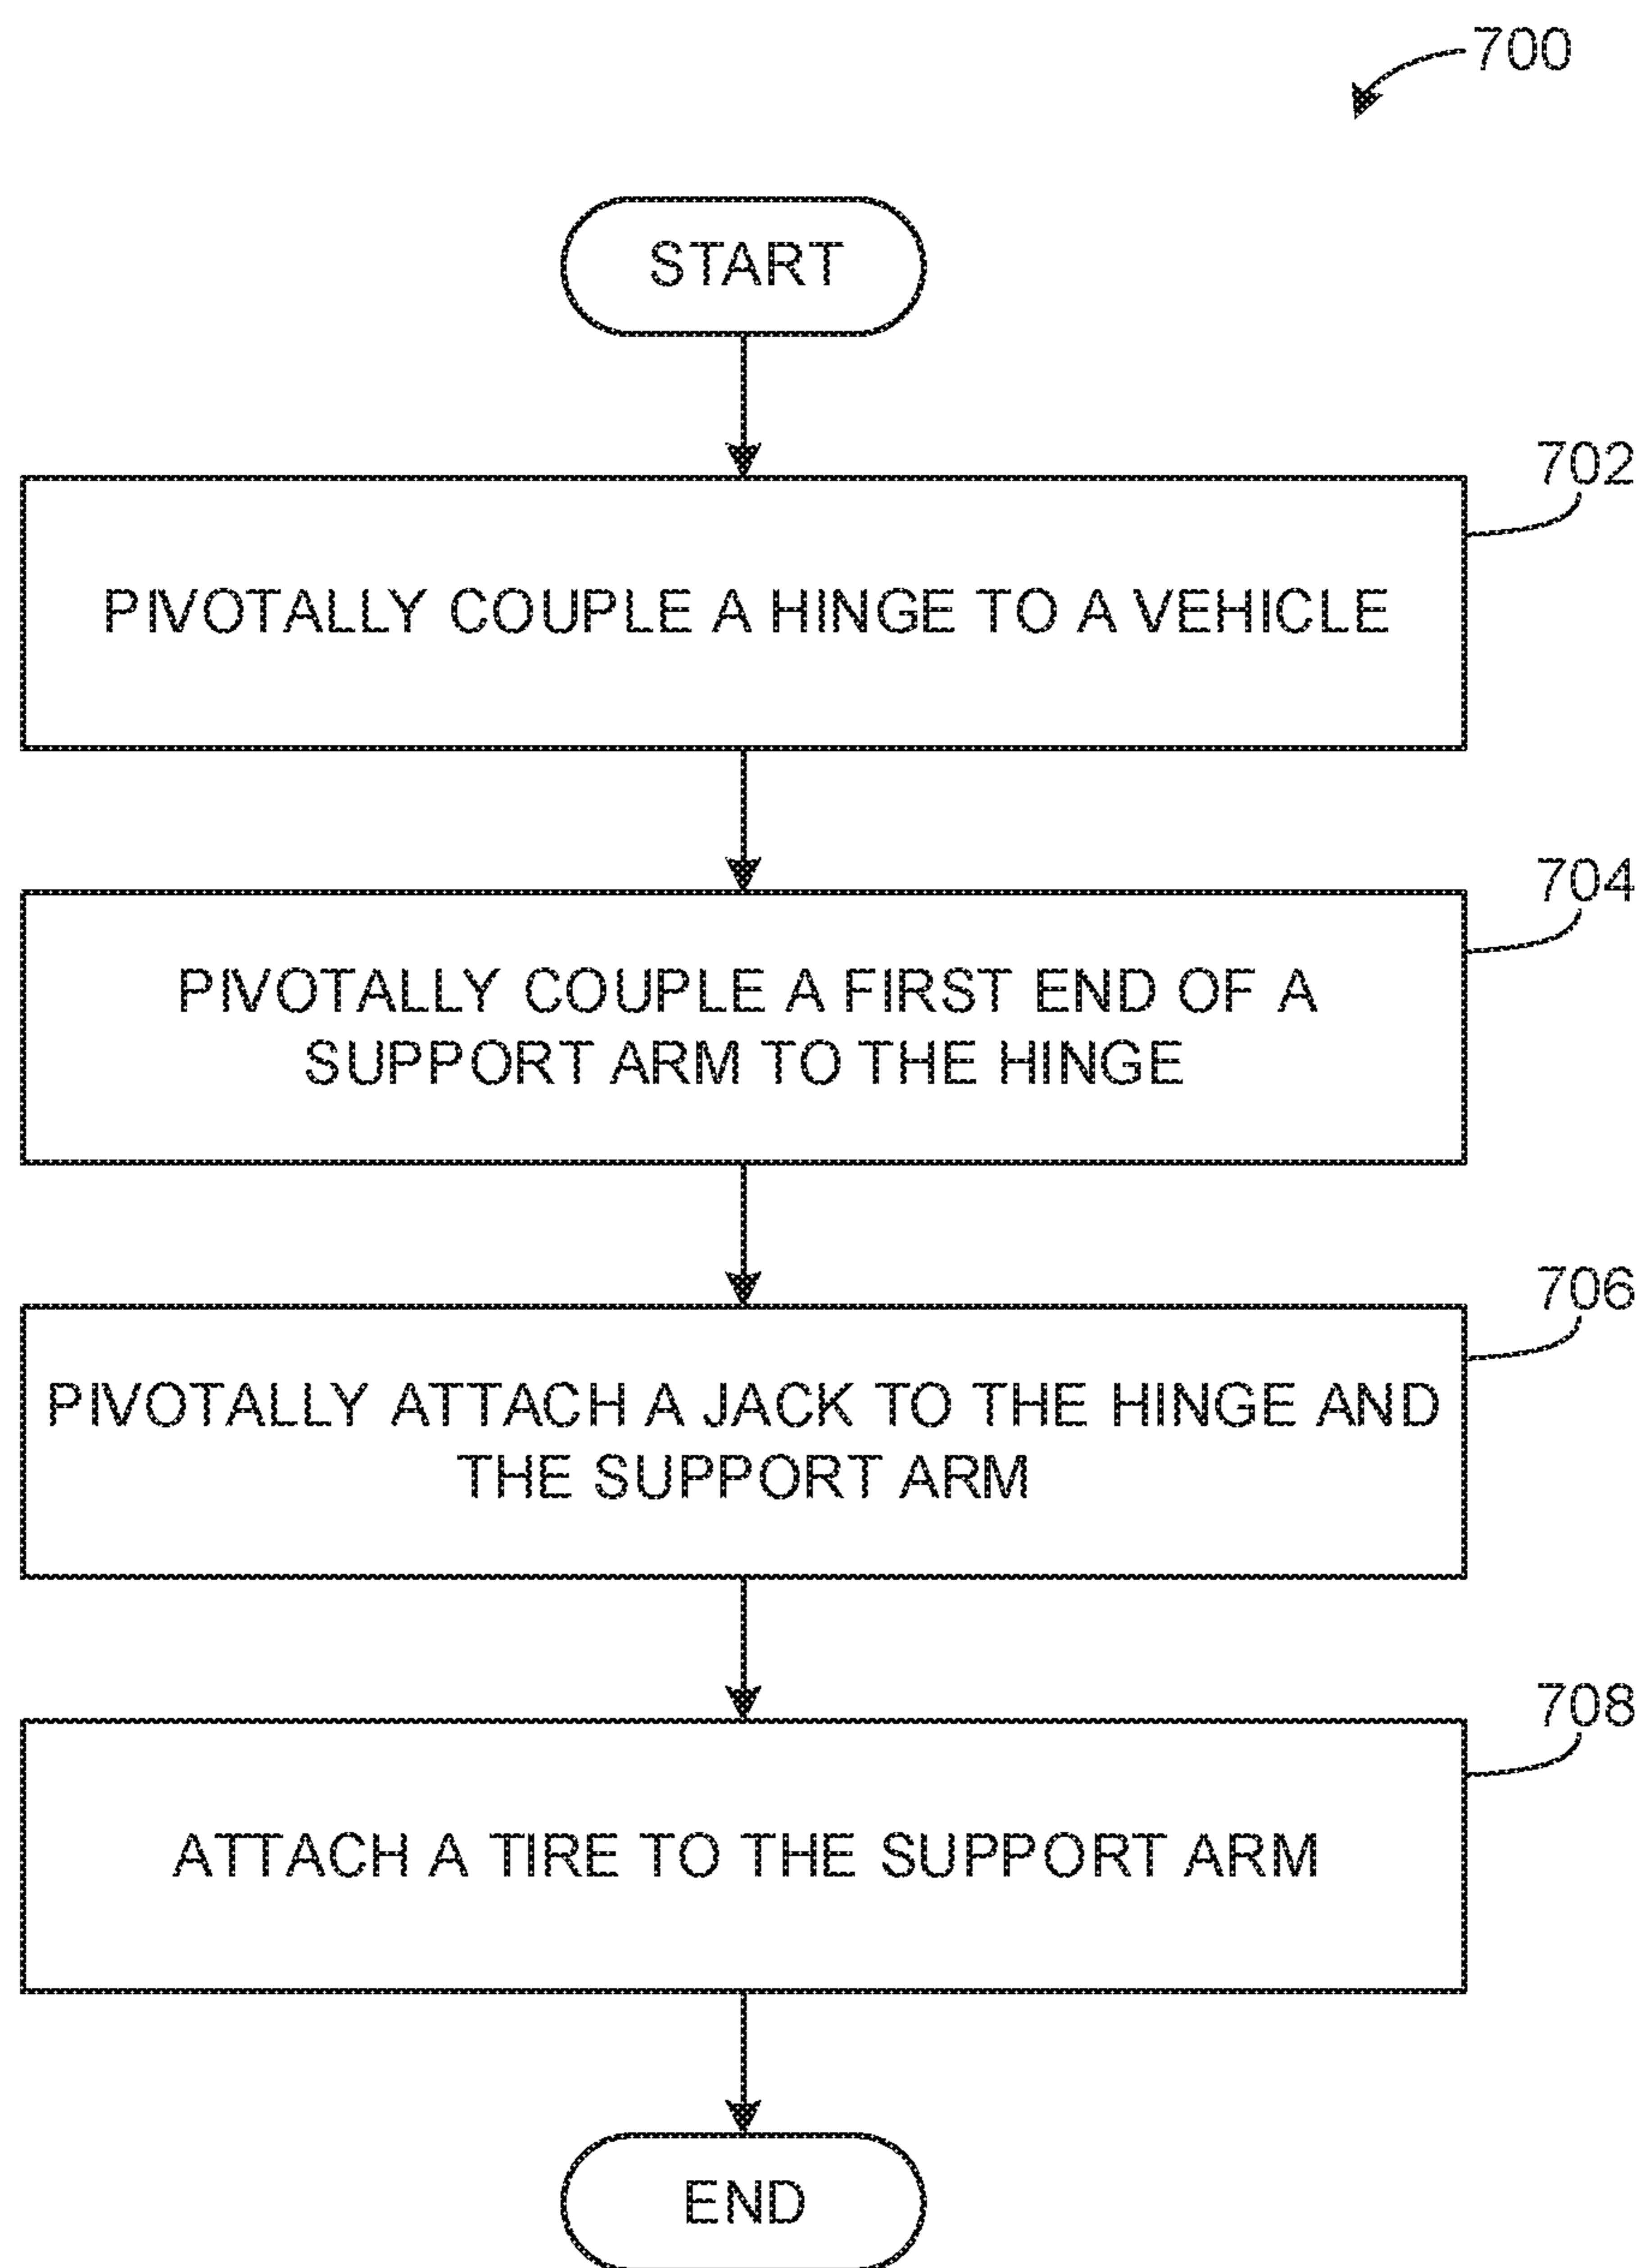 700
START
702
PIVOTALLY COUPLE A HINGE TO A VEHICLE
704
PIVOTALLY COUPLE A FIRST END OF A
SUPPORT ARM TO THE HINGE
706
PIVOTALLY ATTACH A JACK TO THE HINGE AND
THE SUPPORT ARM
708
ATTACH A TIRE TO THE SUPPORT ARM
END